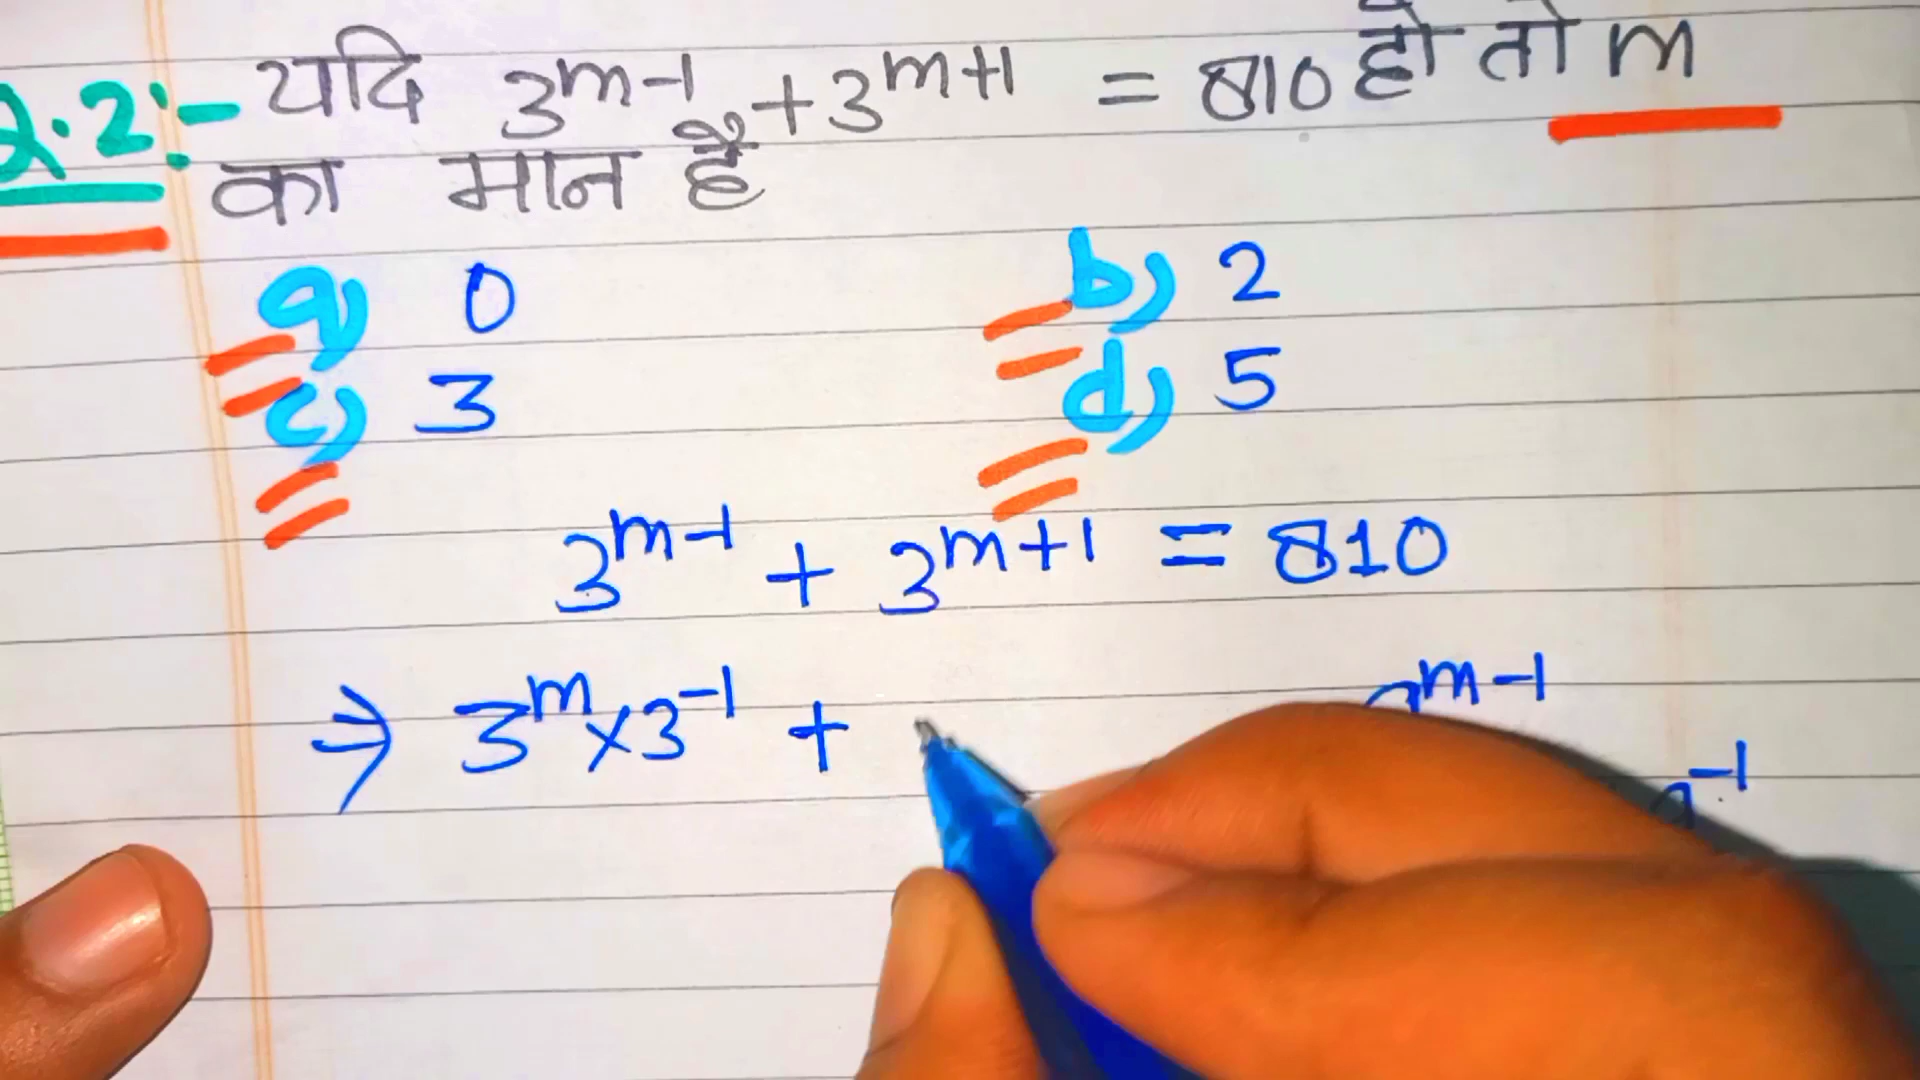 Q.2:- यदि 3^{m-1} + 3^{m+1} = 810 हो तो m
का मान है
a) 0 b) 2
c) 3 d) 5
3^{m-1} + 3^{m+1} = 810
⇒ 3^m × 3^{-1} +
^{m-1}
^{-1}